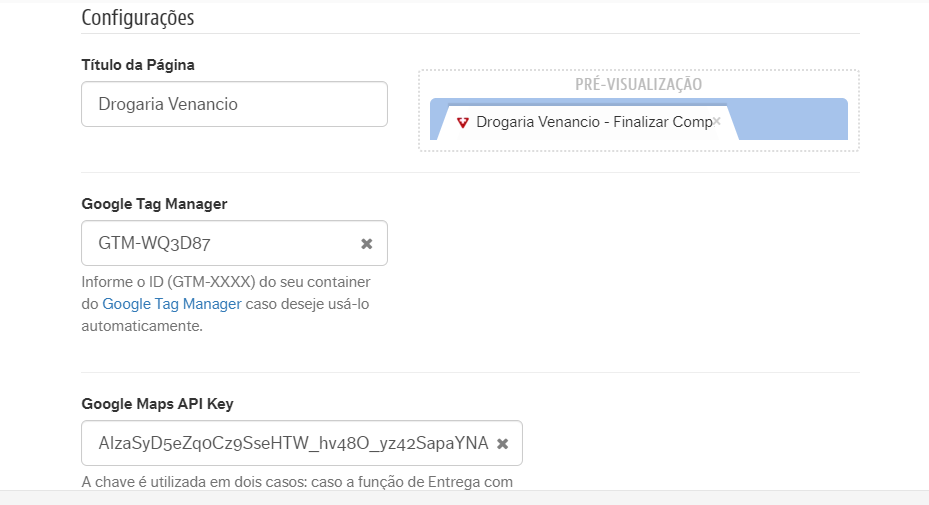 Configurações
Título da Página
Drogaria Venancio
PRÉ-VISUALIZAÇÃO
Drogaria Venancio - Finalizar Comp
Google Tag Manager
GTM-WQ3D87
Informe o ID (GTM-XXXX) do seu container
do Google Tag Manager caso deseje usá-lo
automaticamente.
Google Maps API Key
AIzaSyD5eZq0Cz9SseHTW_hv48O_yz42SapaYNA
A chave é utilizada em dois casos: caso a função de Entrega com